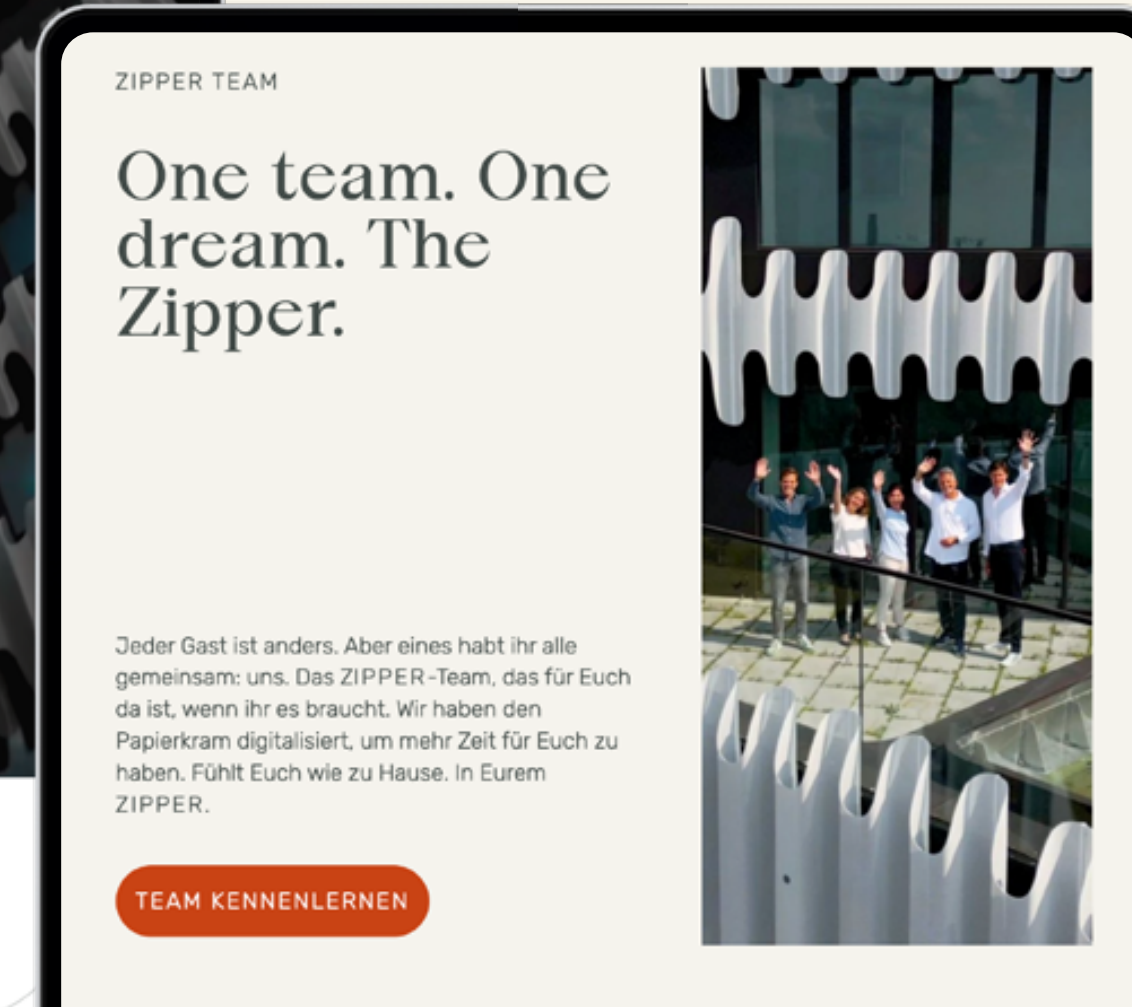 ZIPPER TEAM
One team. One
dream. The
Zipper.
Jeder Gast ist anders. Aber eines habt ihr alle
gemeinsam: uns. Das ZIPPER-Team, das für Euch
da ist, wenn ihr es braucht. Wir haben den
Papierkram digitalisiert, um mehr Zeit für Euch zu
haben. Fühlt Euch wie zu Hause. In Eurem
ZIPPER.
TEAM KENNENLERNEN